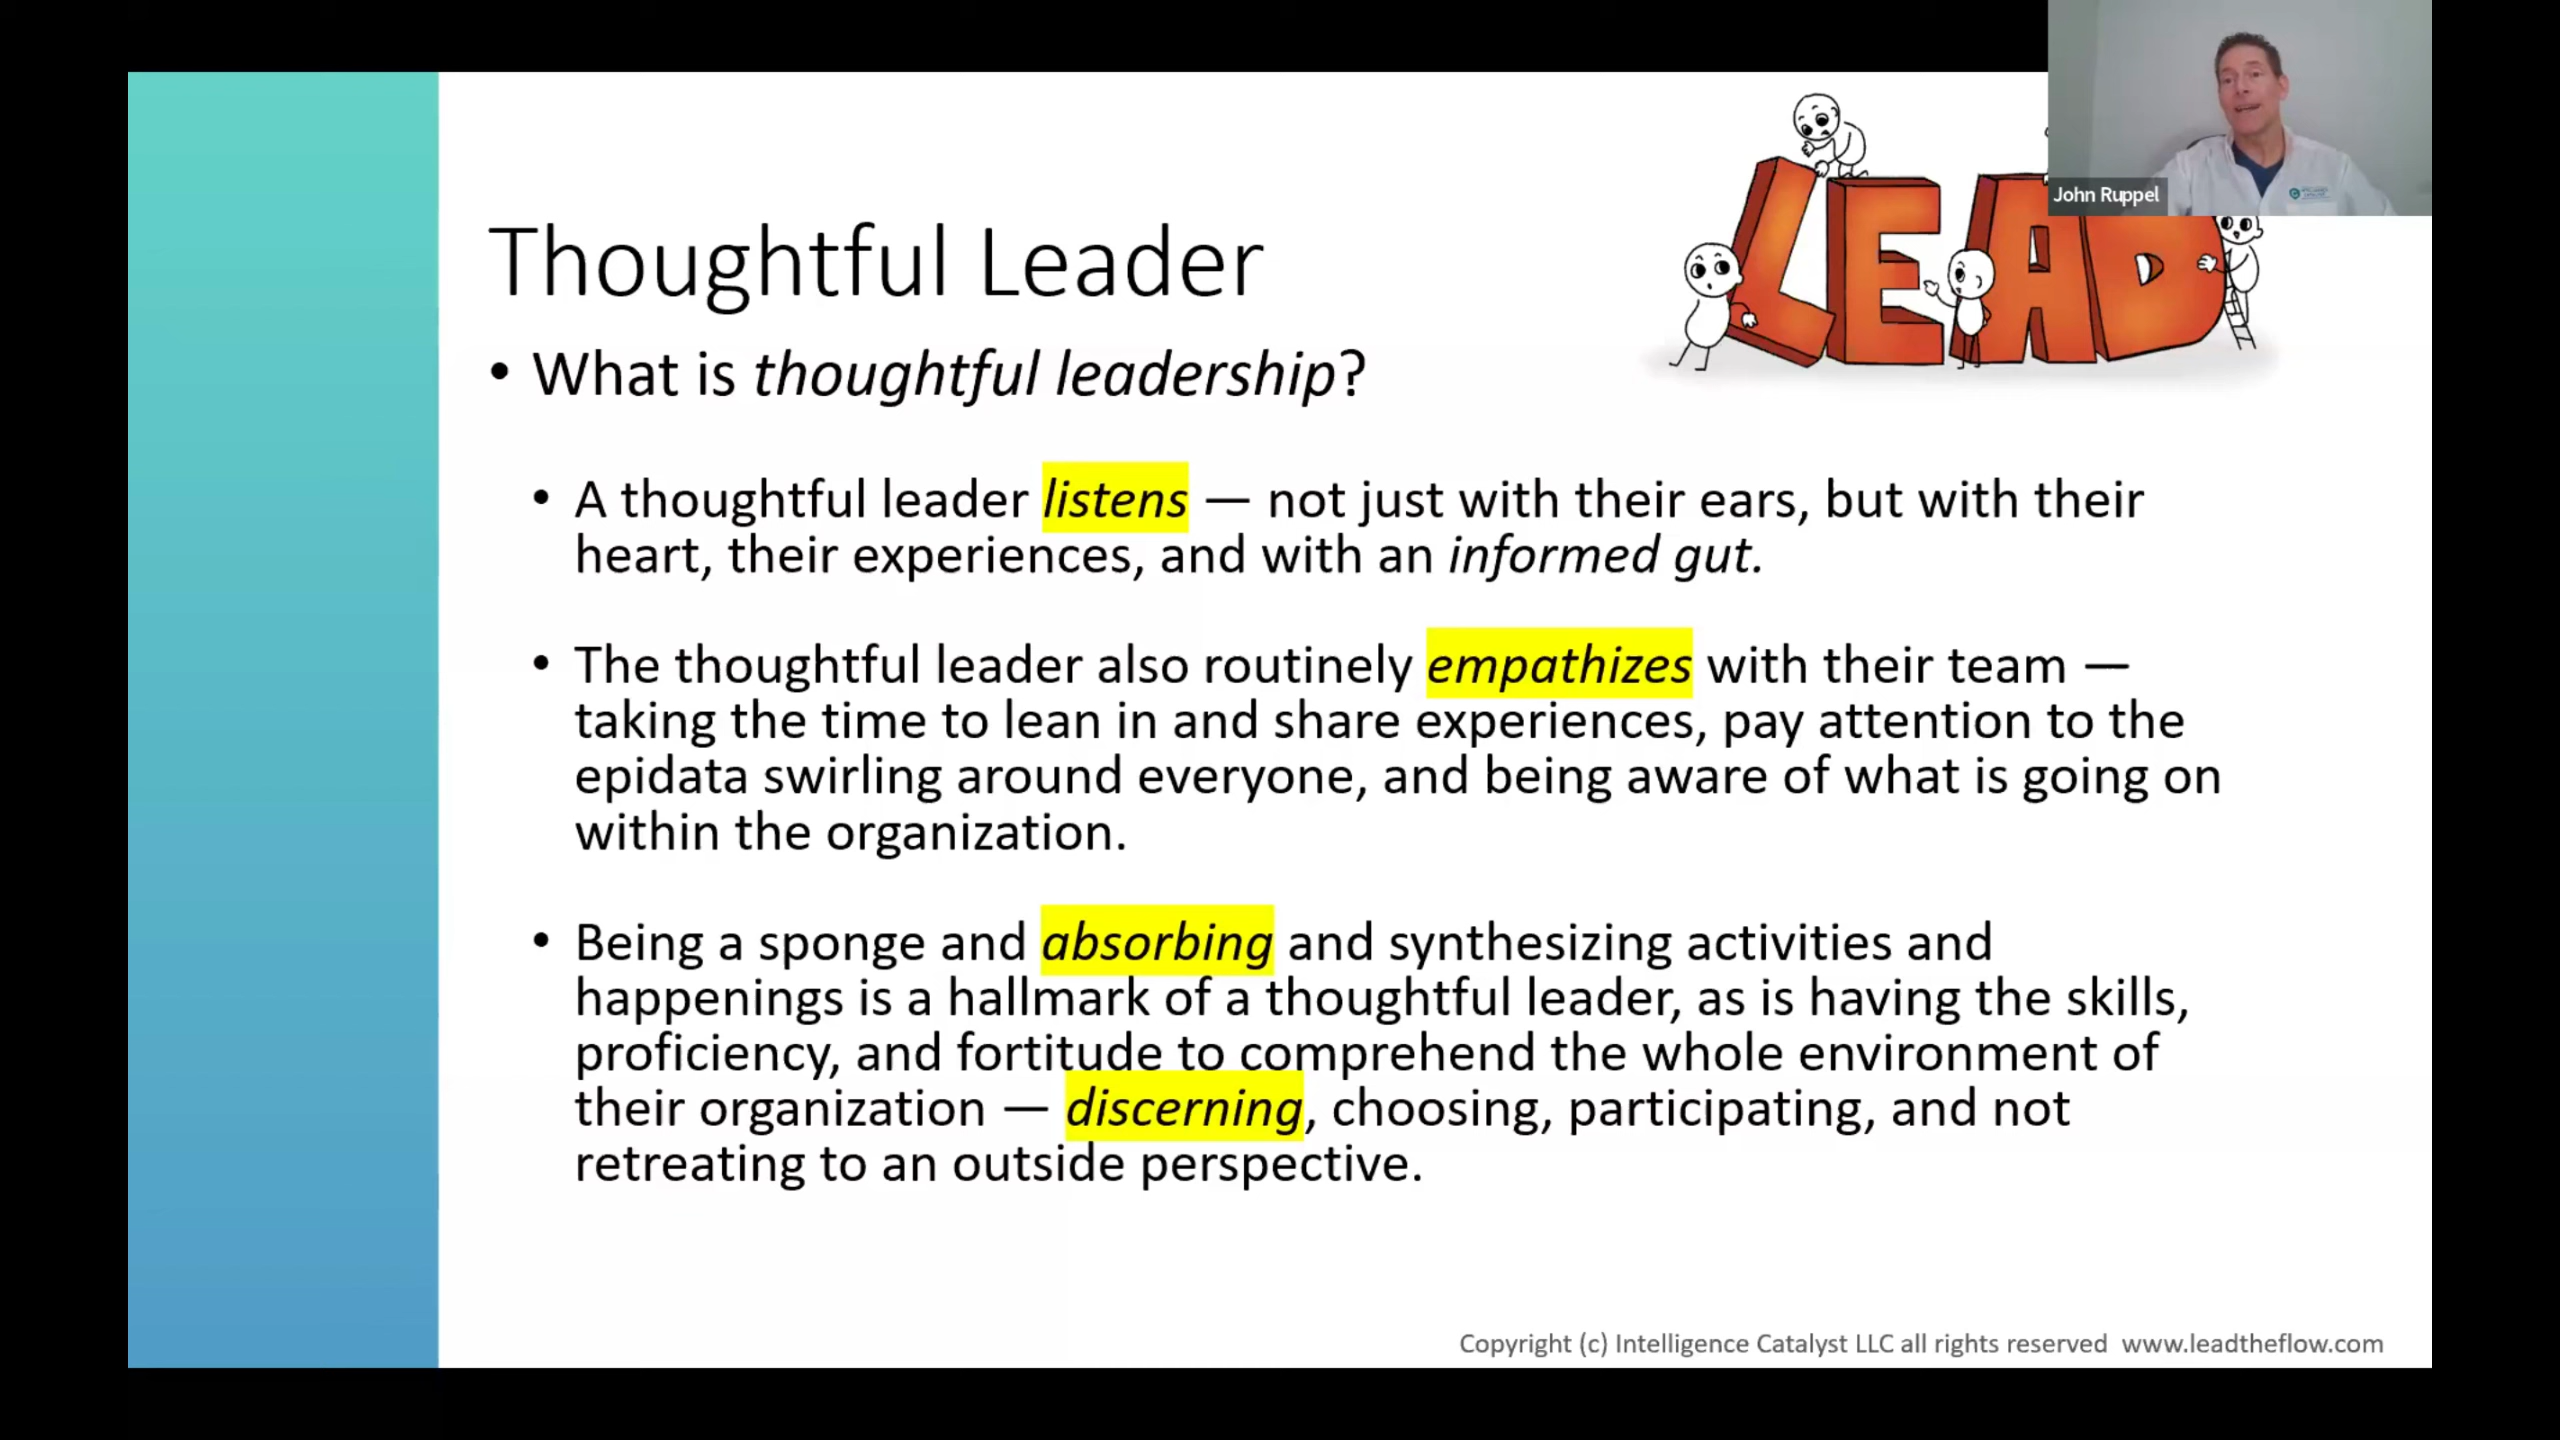 John Ruppel
LEAD
Thoughtful Leader
• What is thoughtful leadership?
• A thoughtful leader listens — not just with their ears, but with their
heart, their experiences, and with an informed gut.
• The thoughtful leader also routinely empathizes with their team —
taking the time to lean in and share experiences, pay attention to the
epidata swirling around everyone, and being aware of what is going on
within the organization.
• Being a sponge and absorbing and synthesizing activities and
happenings is a hallmark of a thoughtful leader, as is having the skills,
proficiency, and fortitude to comprehend the whole environment of
their organization — discerning, choosing, participating, and not
retreating to an outside perspective.
Copyright (c) Intelligence Catalyst LLC all rights reserved www.leadtheflow.com